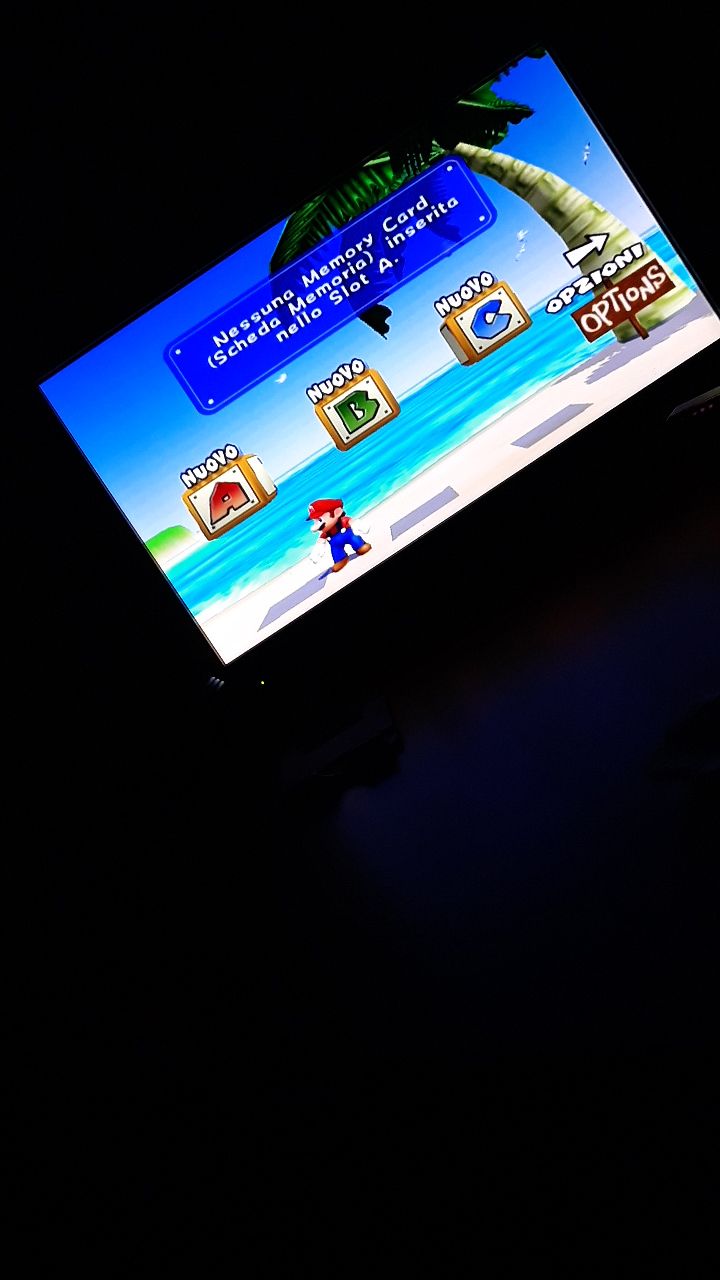 Nessuna Memory Card
(Scheda Memoria) inserita
nello Slot A.
NUOVO
A
NUOVO
B
NUOVO
C
OPZIONI
OPTIONS